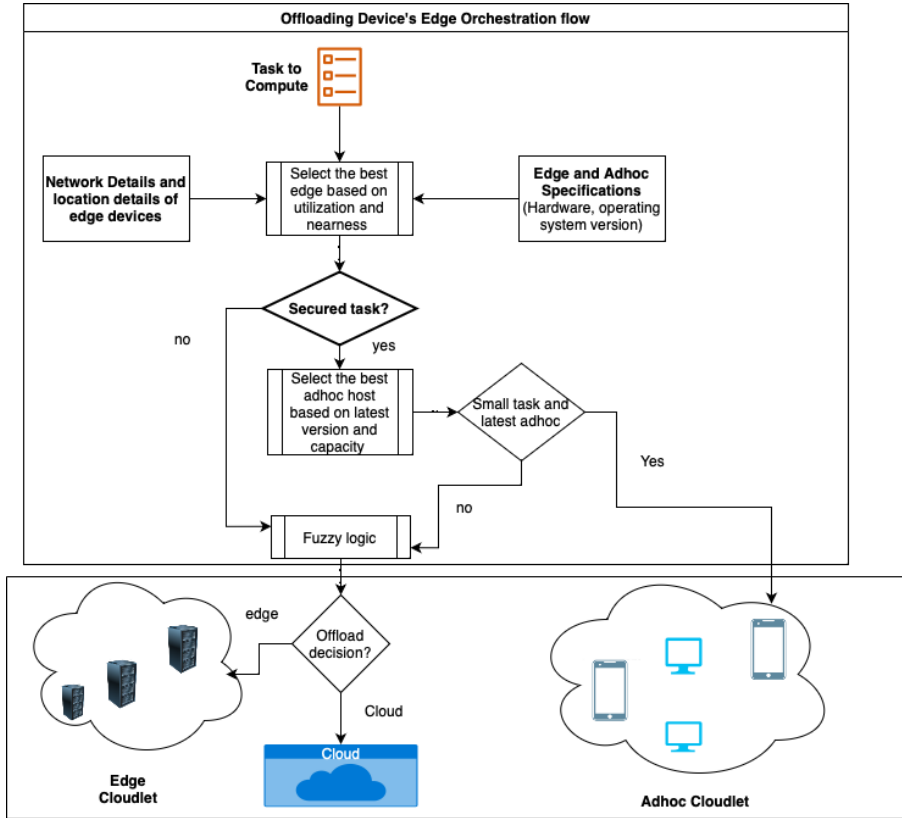 Offloading Device's Edge Orchestration flow
Task to
Compute
Network Details and
location details of
edge devices
Select the best
edge based on
utilization and
nearness
Edge and Adhoc
Specifications
(Hardware, operating
system version)
Secured task?
no
yes
Select the best
adhoc host
based on latest
version and
capacity
Small task and
latest adhoc
Yes
no
Fuzzy logic
edge
Offload
decision?
Cloud
Cloud
Edge
Cloudlet
Adhoc Cloudlet